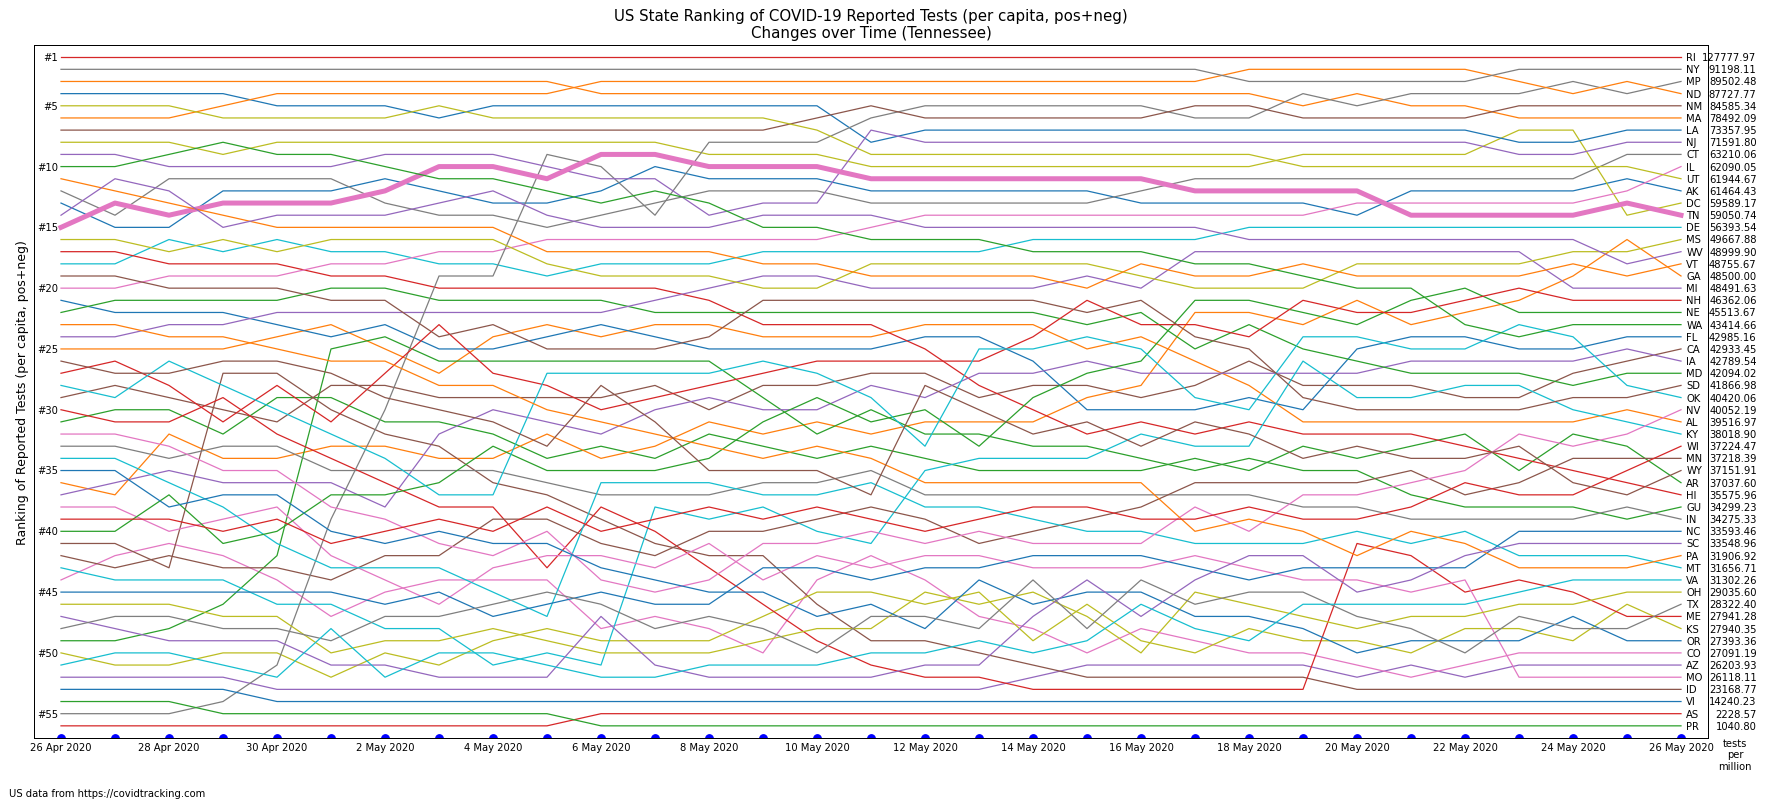 US State Ranking of COVID-19 Reported Tests (per capita, pos+neg)
Changes over Time (Tennessee)
Ranking of Reported Tests (per capita, pos+neg)
#1
#5
#10
#15
#20
#25
#30
#35
#40
#45
#50
#55
RI 127777.97
NY 91198.11
MP 89502.48
ND 87727.77
NM 84585.34
MA 78492.09
LA 73357.95
NJ 71591.80
CT 63210.06
IL 62090.05
UT 61944.67
AK 61464.43
DC 59589.17
TN 59050.74
DE 56393.54
MS 49667.88
WV 48999.90
VT 48755.67
GA 48500.00
MI 48491.63
NH 46362.06
NE 45513.67
WA 43414.66
FL 42985.16
CA 42933.45
IA 42789.54
MD 42094.02
SD 41866.98
OK 40420.06
NV 40052.19
AL 39516.97
KY 38018.90
WI 37224.47
MN 37218.39
WY 37151.91
AR 37037.60
HI 35575.96
GU 34299.23
IN 34275.33
NC 33593.46
SC 33548.96
PA 31906.92
MT 31656.71
VA 31302.26
OH 29035.60
TX 28322.40
ME 27941.28
KS 27940.35
OR 27393.36
CO 27091.19
AZ 26203.93
MO 26118.11
ID 23168.77
VI 14240.23
AS 2228.57
PR 1040.80
26 Apr 2020 28 Apr 2020 30 Apr 2020 2 May 2020 4 May 2020 6 May 2020 8 May 2020 10 May 2020 12 May 2020 14 May 2020 16 May 2020 18 May 2020 20 May 2020 22 May 2020 24 May 2020 26 May 2020
tests
per
million
US data from https://covidtracking.com